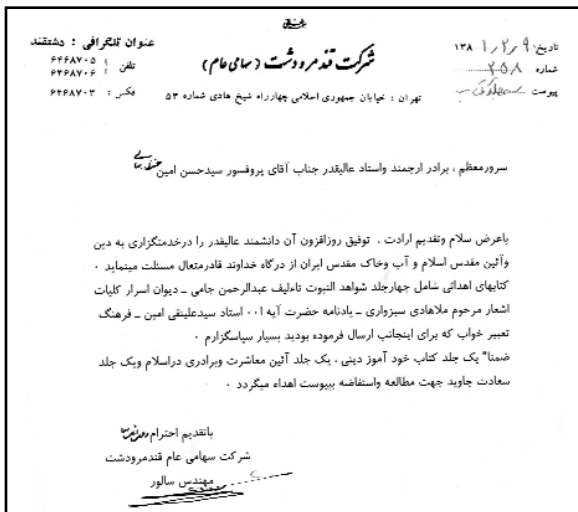 بسمه‌تعالی
عنوان تلگرافی : دشتقند
تلفن ۶۴۶۸۷۰۵
۶۴۶۸۷۰۶
فکس : ۶۴۶۸۷۰۳
شرکت قند مرودشت (سهامی عام)
تهران : خیابان جمهوری اسلامی چهارراه شیخ هادی شماره ۵۳
تاریخ ۱۳۸۰/۲/۹
شماره ۲۵۸
پیوست
سرورمعظم ، برادر ارجمند واستاد عالیقدر جناب آقای پروفسور سیدحسن امین
باعرض سلام وتقدیم ارادت ، توفیق روزافزون آن دانشمند عالیقدر را درخدمتگزاری به دین
وآئین مقدس اسلام و آب وخاک مقدس ایران از درگاه خداوند قادرمتعال مسئلت مینماید ۰
کتابهای اهدائی شامل چهارجلد شواهد النبوت تاءلیف عبدالرحمن جامی ـ دیوان اسرار کلیات
اشعار مرحوم ملاهادی سبزواری ـ یادنامه حضرت آیه ا۰۰ استاد سیدعلینقی امین ـ فرهنگ
تعبیر خواب که برای اینجانب ارسال فرموده بودید بسیار سپاسگزارم ۰
ضمنا" یک جلد کتاب خود آموز دینی ، یک جلد آئین معاشرت وبرادری دراسلام ویک جلد
سعادت جاوید جهت مطالعه واستفاضه بپیوست اهداء میگردد ۰
باتقدیم احترام
شرکت سهامی عام قندمرودشت
مهندس سالور